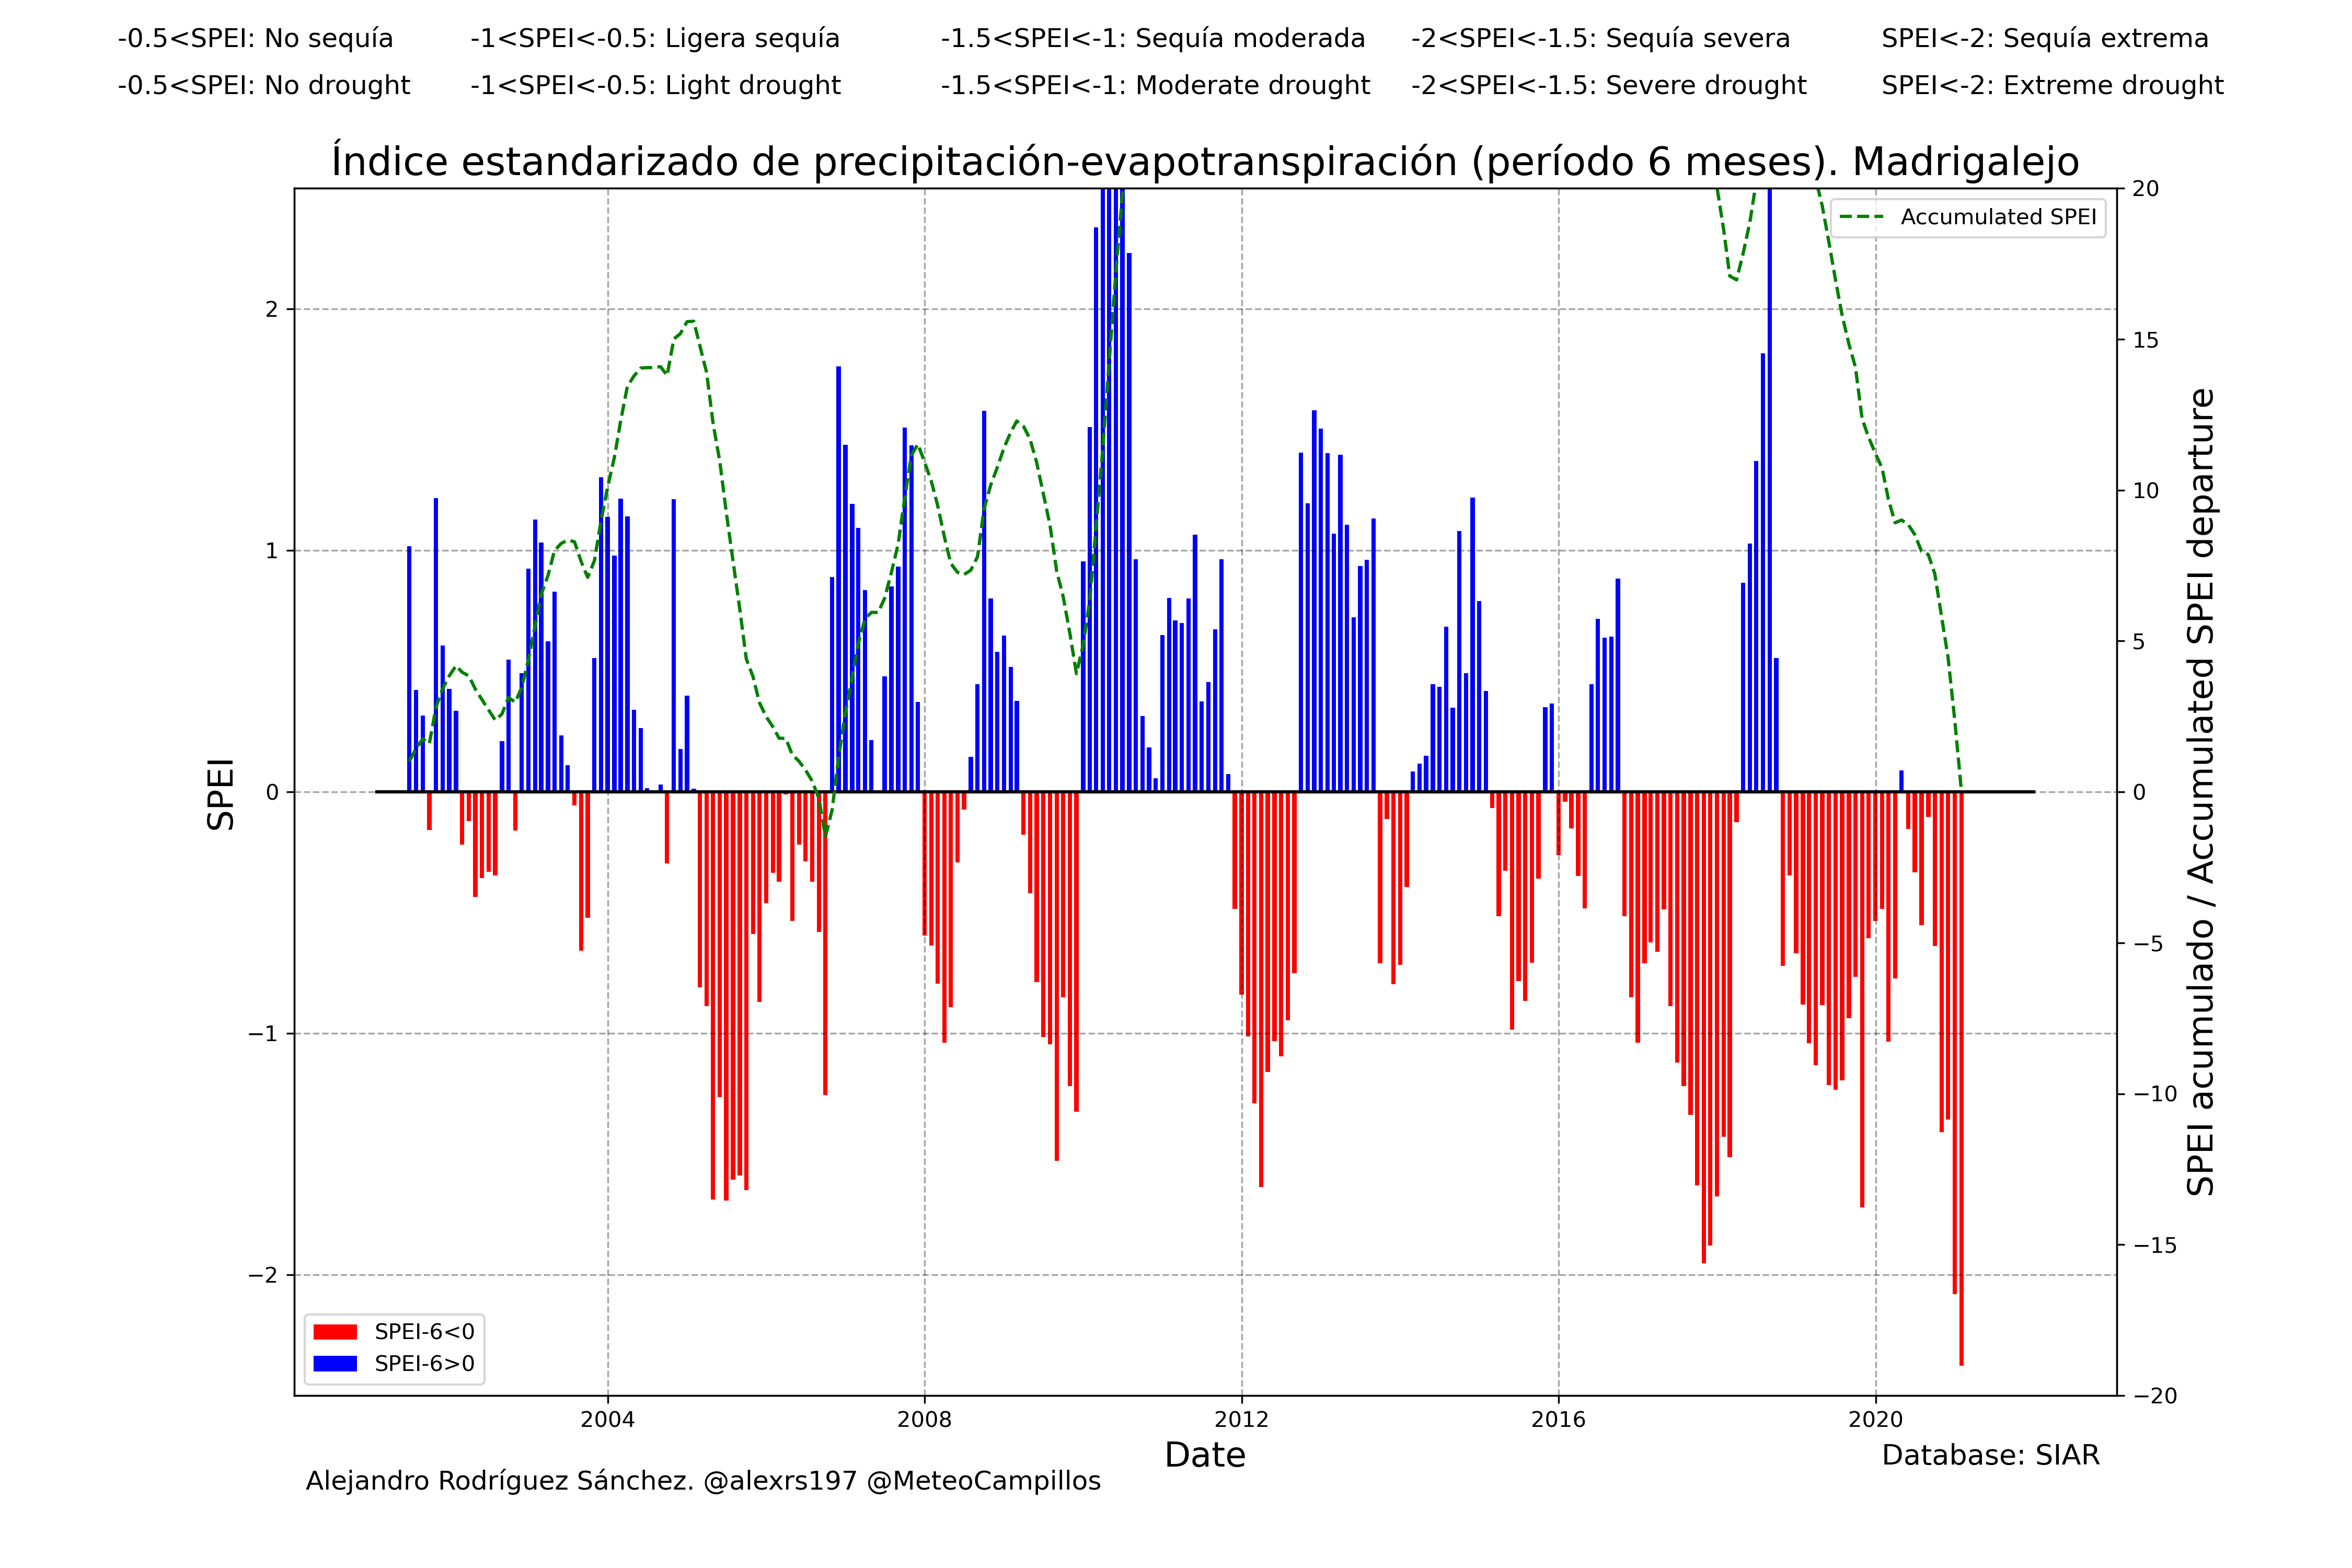 -0.5<SPEI: No sequía -1<SPEI<-0.5: Ligera sequía -1.5<SPEI<-1: Sequía moderada -2<SPEI<-1.5: Sequía severa SPEI<-2: Sequía extrema
-0.5<SPEI: No drought -1<SPEI<-0.5: Light drought -1.5<SPEI<-1: Moderate drought -2<SPEI<-1.5: Severe drought SPEI<-2: Extreme drought
Índice estandarizado de precipitación-evapotranspiración (período 6 meses). Madrigalejo
Accumulated SPEI
2
1
0
−1
−2
SPEI
20
15
10
5
0
−5
−10
−15
−20
SPEI acumulado / Accumulated SPEI departure
SPEI-6<0
SPEI-6>0
2004 2008 2012 2016 2020
Date
Database: SIAR
Alejandro Rodríguez Sánchez. @alexrs197 @MeteoCampillos